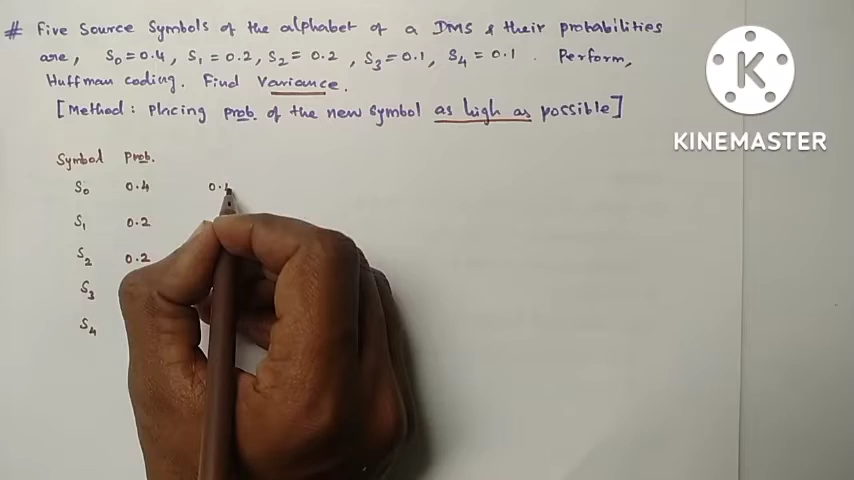 # Five Source Symbols of the alphabet of a DMS & their probabilities
are, S0 = 0.4, S1 = 0.2, S2 = 0.2, S3 = 0.1, S4 = 0.1. Perform,
Huffman coding. Find Variance.
[Method: Placing prob. of the new symbol as high as possible]
K
KINEMASTER
Symbol Prob.
S0 0.4
S1 0.2
S2 0.2
S3
S4